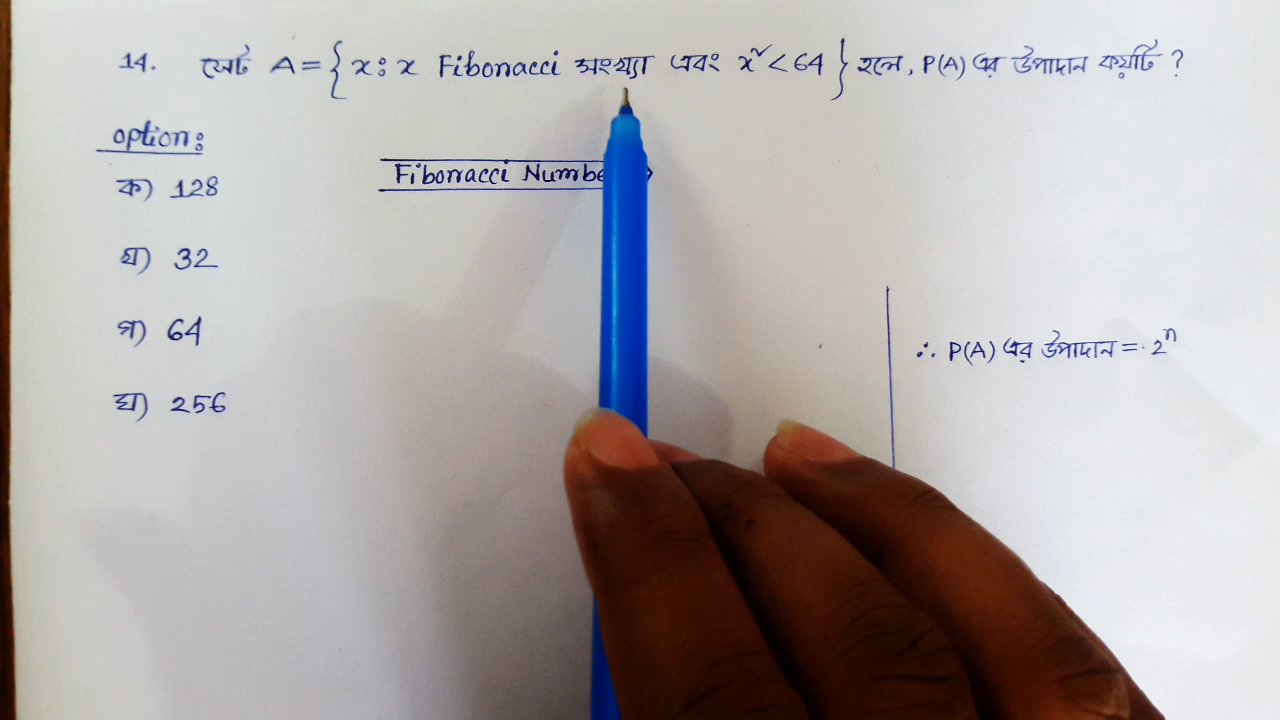 14. সেট A = { x : x Fibonacci সংখ্যা এবং x² < 64 } হলে, P(A) এর উপাদান কয়টি ?
option :
ক) 128
Fibonacci Numbe
খ) 32
গ) 64
∴ P(A) এর উপাদান = 2ⁿ
ঘ) 256